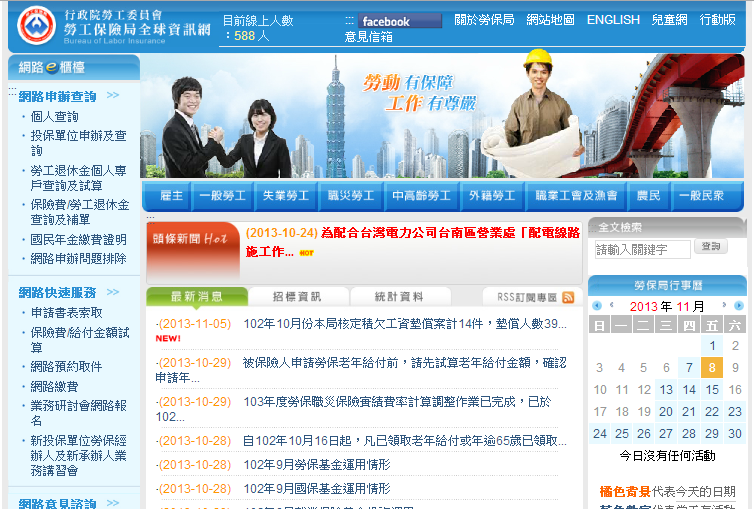 行政院勞工委員會
勞工保險局全球資訊網
Bureau of Labor Insurance
目前線上人數
：588 人
::: facebook 關於勞保局 網站地圖 ENGLISH 兒童網 行動版
意見信箱
網路e櫃檯
:::
網路申辦查詢 >>
個人查詢
投保單位申辦及查
詢
勞工退休金個人專
戶查詢及試算
保險費/勞工退休金
查詢及補單
國民年金繳費證明
網路申辦問題排除
網路快速服務 >>
申請書表索取
保險費/給付金額試
算
網路預約取件
網路繳費
業務研討會網路報
名
新投保單位勞保經
辦人及新承辦人業
務講習會
網路意見諮詢 >>
勞動 有保障
工作 有尊嚴
雇主 一般勞工 失業勞工 職災勞工 中高齡勞工 外籍勞工 職業工會及漁會 農民 一般民眾
:::
頭條新聞 Hot
(2013-10-24) 為配合台灣電力公司台南區營業處「配電線路
施工作... HOT
最新消息 招標資訊 統計資料 RSS訂閱專區
(2013-11-05) 102年10月份本局核定積欠工資墊償案計14件，墊償人數39...
NEW!
(2013-10-29) 被保險人申請勞保老年給付前，請先試算老年給付金額，確認
申請年...
(2013-10-29) 103年度勞保職災保險實績費率計算調整作業已完成，已於
102...
(2013-10-28) 自102年10月16日起，凡已領取老年給付或年逾65歲已領取...
(2013-10-28) 102年9月勞保基金運用情形
(2013-10-28) 102年9月國保基金運用情形
全文檢索
請輸入關鍵字 查詢
勞保局行事曆
2013 年 11 月
日 一 二 三 四 五 六
1 2
3 4 5 6 7 8 9
10 11 12 13 14 15 16
17 18 19 20 21 22 23
24 25 26 27 28 29 30
今日沒有任何活動
橘色背景代表今天的日期